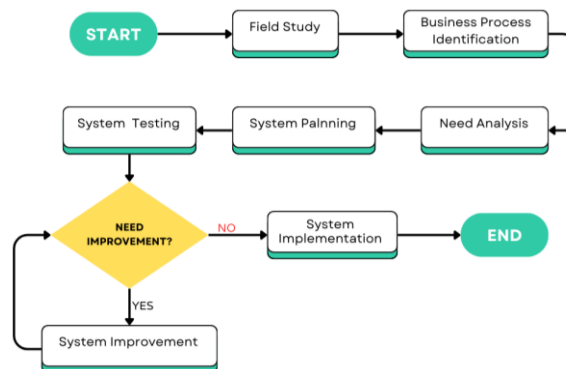 START
Field Study
Business Process
Identification
System Testing
System Palnning
Need Analysis
NEED
IMPROVEMENT?
NO
System
Implementation
END
YES
System Improvement